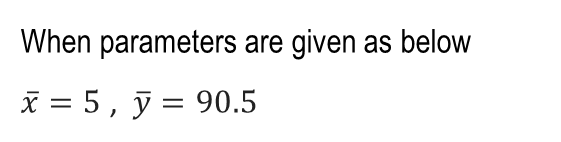 When parameters are given as below
x̄ = 5 , ȳ = 90.5